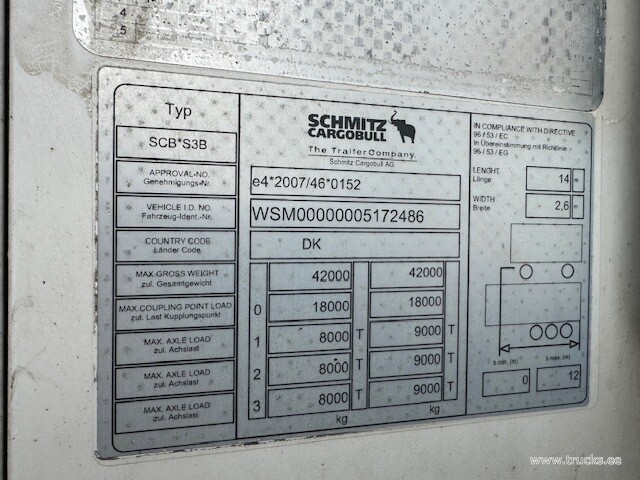 4
5
Typ
SCB*S3B
APPROVAL-NO.
Genehmigungs-Nr.
VEHICLE I.D. NO.
Fahrzeug-Ident.-Nr.
COUNTRY CODE
Länder Code
MAX.GROSS WEIGHT
zul. Gesamtgewicht
MAX.COUPLING POINT LOAD
zul. Last Kupplungspunkt
MAX. AXLE LOAD
zul. Achslast
MAX. AXLE LOAD
zul. Achslast
MAX. AXLE LOAD
zul. Achslast
SCHMITZ
CARGOBULL
The Trailer Company.
Schmitz Cargobull AG
e4*2007/46*0152
WSM00000005172486
DK
42000 42000
0 18000 18000
1 8000 T 9000 T
2 8000 T 9000 T
3 8000 T 9000 T
kg kg
IN COMPLIANCE WITH DIRECTIVE
96 / 53 / EC
In Übereinstimmung mit Richtlinie
96 / 53 / EG
LENGHT
Länge
14 m
WIDTH
Breite
2,6 m
b min. (m) b max. (m)
0 12
www.trucks.ee